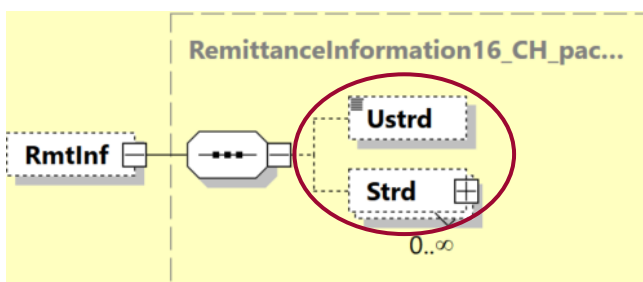 RemittanceInformation16_CH_pac...
Ustrd
RmtInf
Strd
0..∞